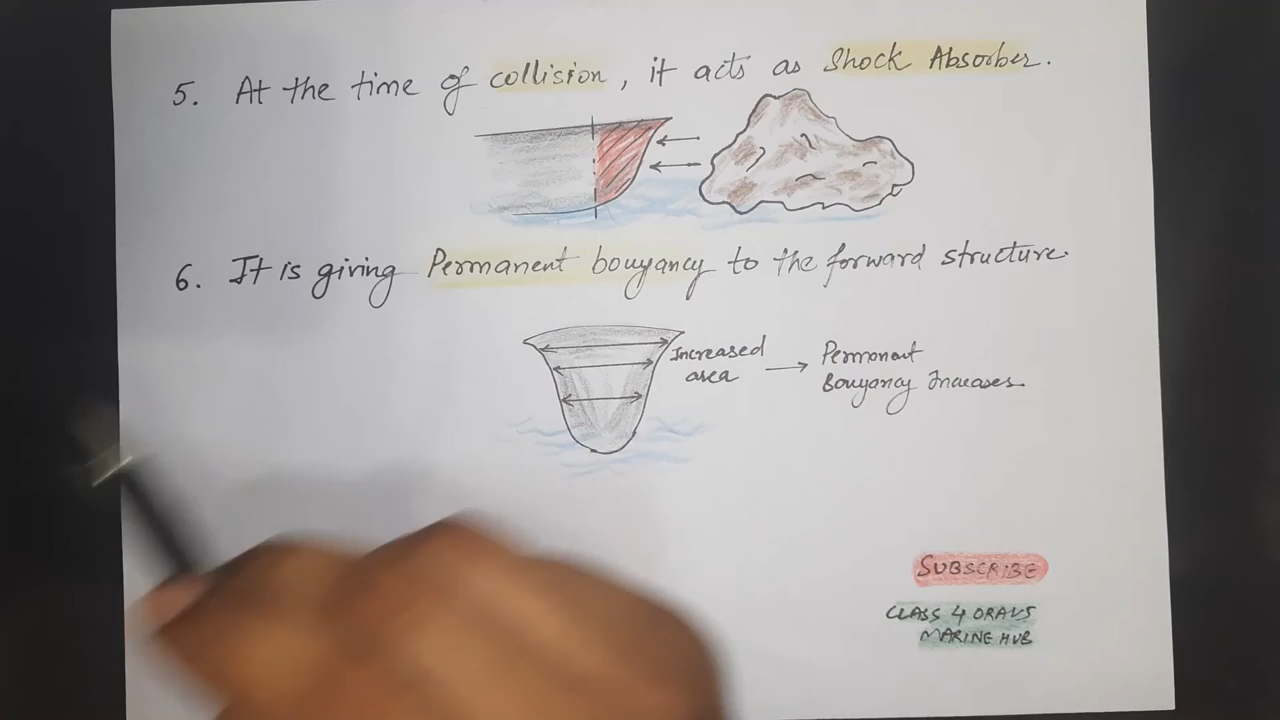 5. At the time of collision, it acts as Shock Absorber.
6. It is giving Permanent bouyancy to the forward structure.
Increased
area → Permonent
Bouyancy Increases
SUBSCRIBE
CLASS 4 ORALS
MARINE HUB